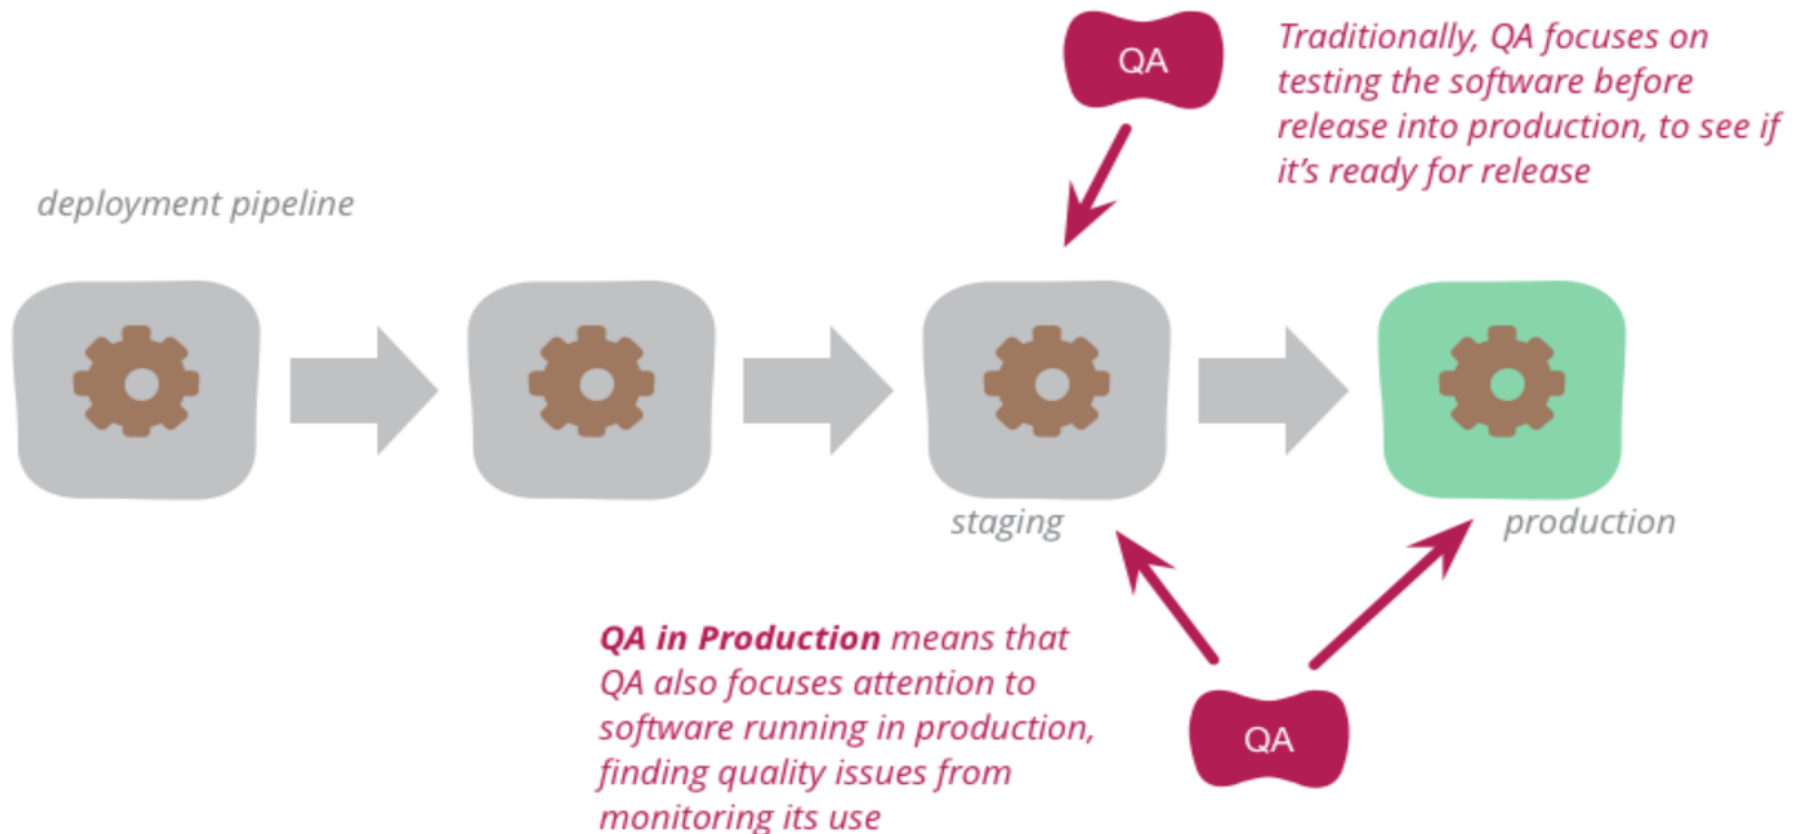 QA
Traditionally, QA focuses on
testing the software before
release into production, to see if
it’s ready for release
deployment pipeline
staging
production
QA in Production means that
QA also focuses attention to
software running in production,
finding quality issues from
monitoring its use
QA